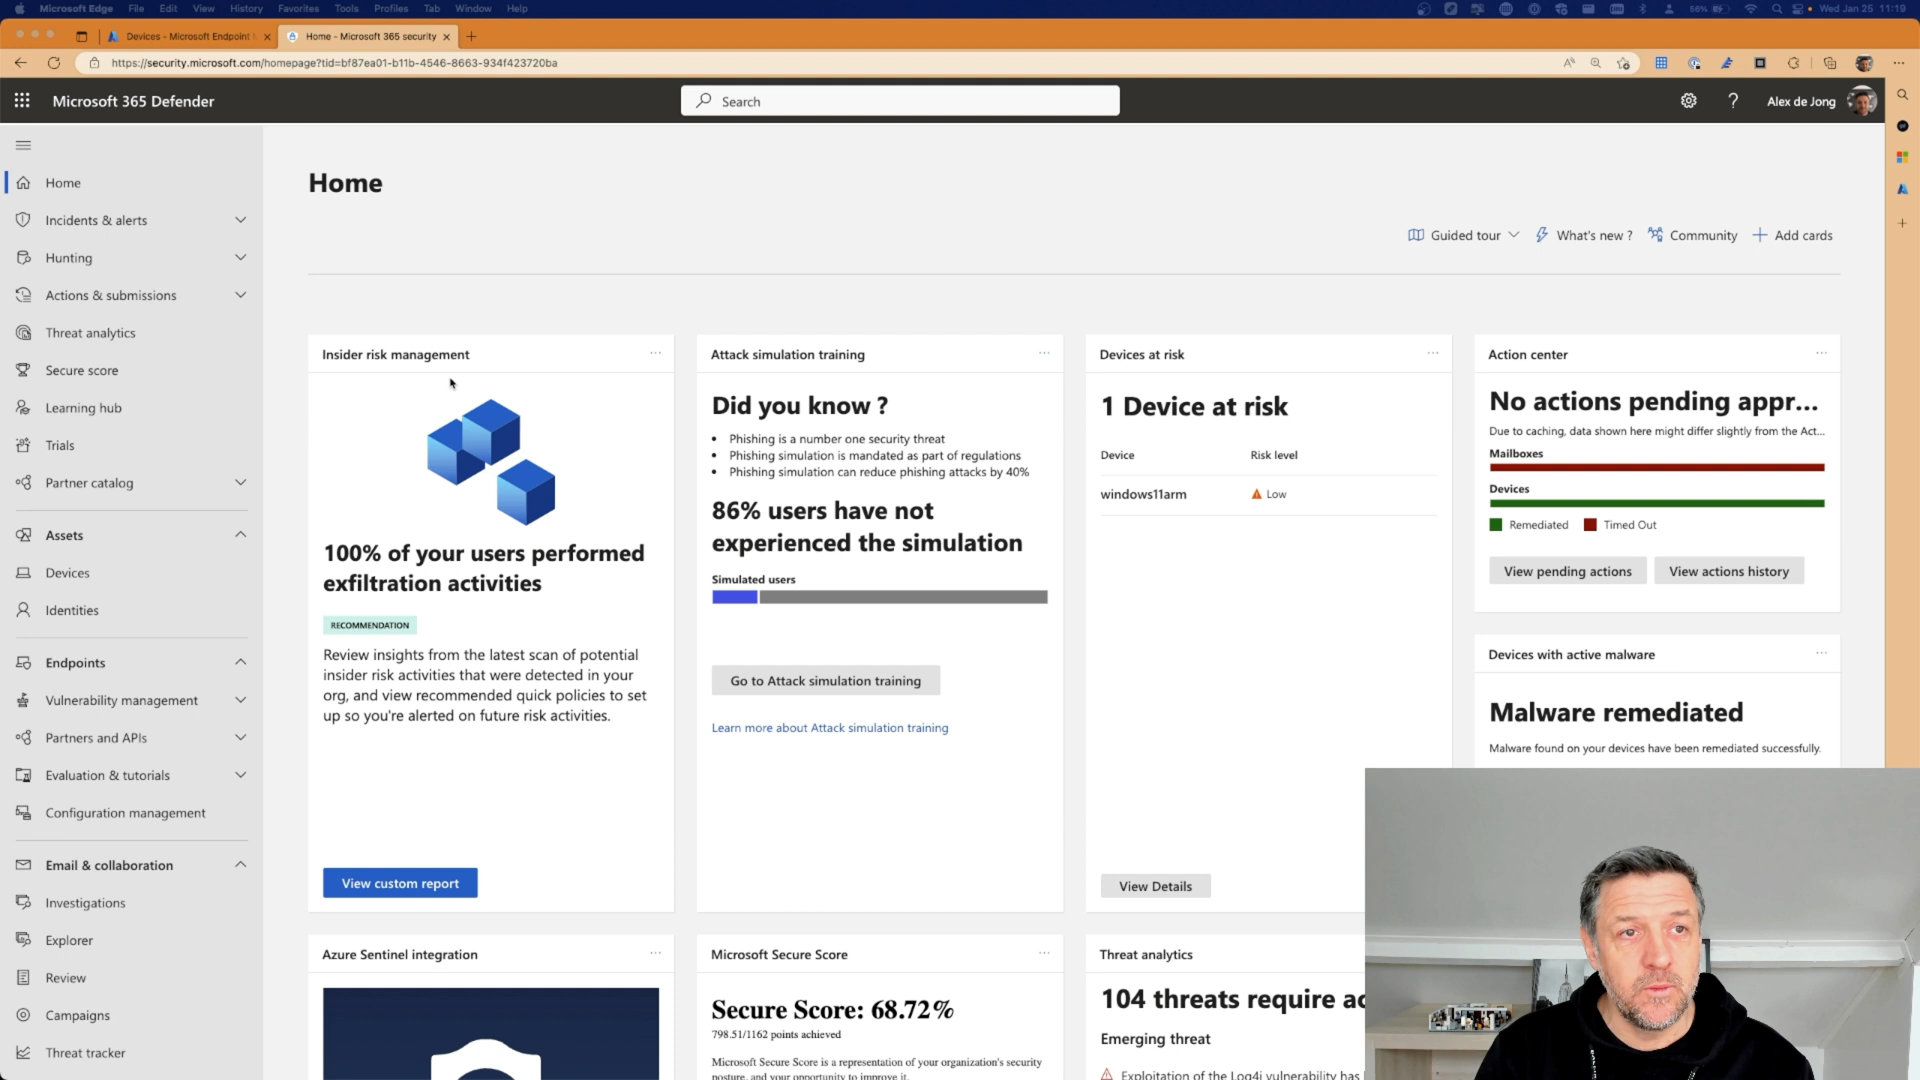 Microsoft Edge File Edit View History Favorites Tools Profiles Tab Window Help 56% Wed Jan 25 11:19
Devices - Microsoft Endpoint Home - Microsoft 365 security
https://security.microsoft.com/homepage?tid=bf87ea01-b11b-4546-8663-934f423720ba
Microsoft 365 Defender Search Alex de Jong
Home
Incidents & alerts
Hunting
Actions & submissions
Threat analytics
Secure score
Learning hub
Trials
Partner catalog
Assets
Devices
Identities
Endpoints
Vulnerability management
Partners and APIs
Evaluation & tutorials
Configuration management
Email & collaboration
Investigations
Explorer
Review
Campaigns
Threat tracker
Home
Guided tour What's new ? Community Add cards
Insider risk management
100% of your users performed
exfiltration activities
RECOMMENDATION
Review insights from the latest scan of potential
insider risk activities that were detected in your
org, and view recommended quick policies to set
up so you're alerted on future risk activities.
View custom report
Attack simulation training
Did you know ?
• Phishing is a number one security threat
• Phishing simulation is mandated as part of regulations
• Phishing simulation can reduce phishing attacks by 40%
86% users have not
experienced the simulation
Simulated users
Go to Attack simulation training
Learn more about Attack simulation training
Devices at risk
1 Device at risk
Device Risk level
windows11arm Low
View Details
Action center
No actions pending appr...
Due to caching, data shown here might differ slightly from the Act...
Mailboxes
Devices
Remediated Timed Out
View pending actions View actions history
Devices with active malware
Malware remediated
Malware found on your devices have been remediated successfully.
Azure Sentinel integration
Microsoft Secure Score
Secure Score: 68.72%
798.51/1162 points achieved
Microsoft Secure Score is a representation of your organization's security
posture, and your opportunity to improve it.
Threat analytics
104 threats require ac
Emerging threat
Exploitation of the Log4j vulnerability has